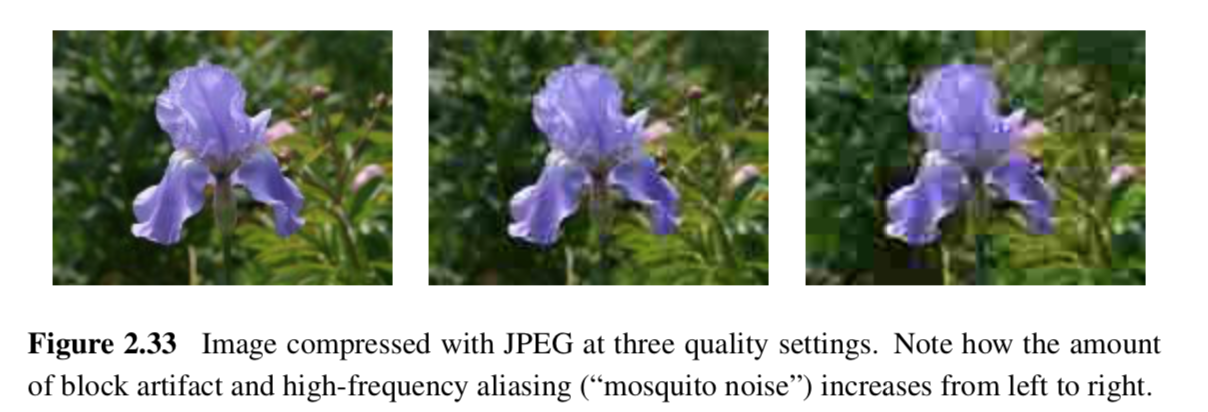 Figure 2.33 Image compressed with JPEG at three quality settings. Note how the amount
of block artifact and high-frequency aliasing (“mosquito noise”) increases from left to right.